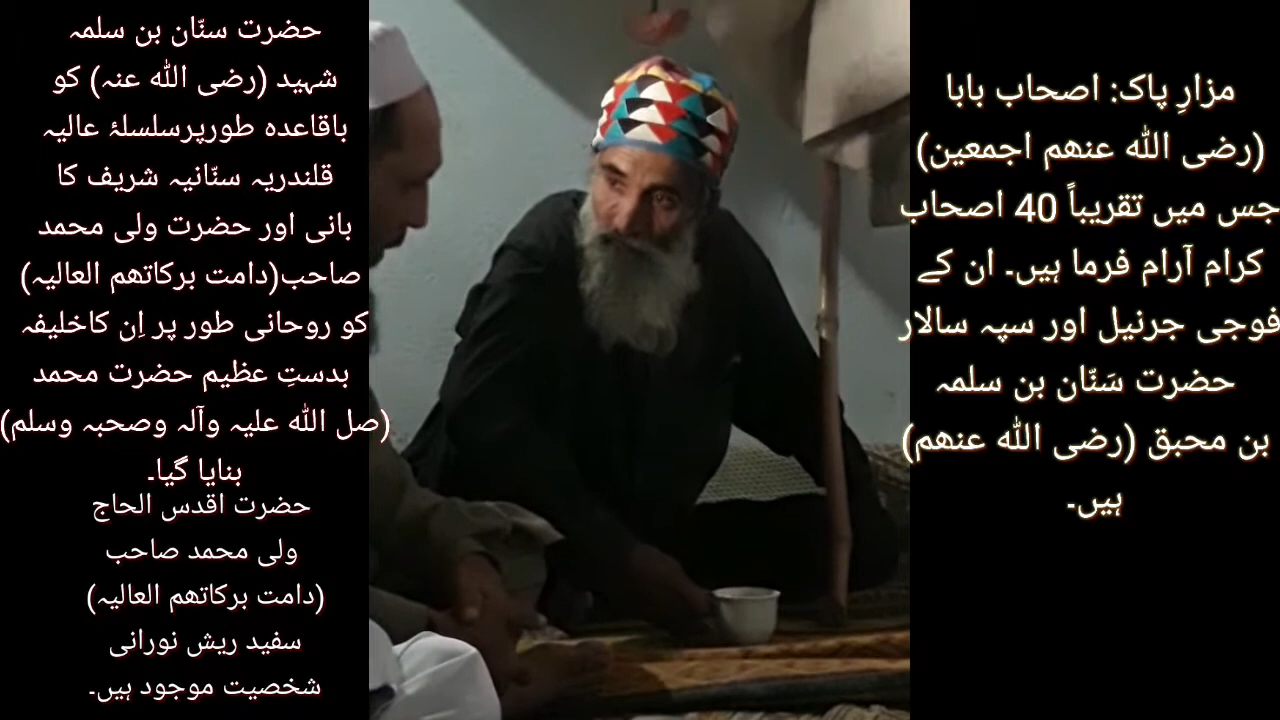 حضرت سنّان بن سلمہ
شہید (رضی اللہ عنہ) کو
باقاعدہ طورپرسلسلۂ عالیہ
قلندریہ سنّانیہ شریف کا
بانی اور حضرت ولی محمد
صاحب(دامت برکاتھم العالیہ)
کو روحانی طور پر اِن کاخلیفہ
بدستِ عظیم حضرت محمد
(صل اللہ علیہ وآلہ وصحبہ وسلم)
بنایا گیا۔
حضرت اقدس الحاج
ولی محمد صاحب
(دامت برکاتھم العالیہ)
سفید ریش نورانی
شخصیت موجود ہیں۔
مزارِ پاک: اصحاب بابا
(رضی اللہ عنھم اجمعین)
جس میں تقریباً 40 اصحاب
کرام آرام فرما ہیں۔ ان کے
فوجی جرنیل اور سپہ سالار
حضرت سَنّان بن سلمہ
بن محبق (رضی اللہ عنھم)
ہیں۔